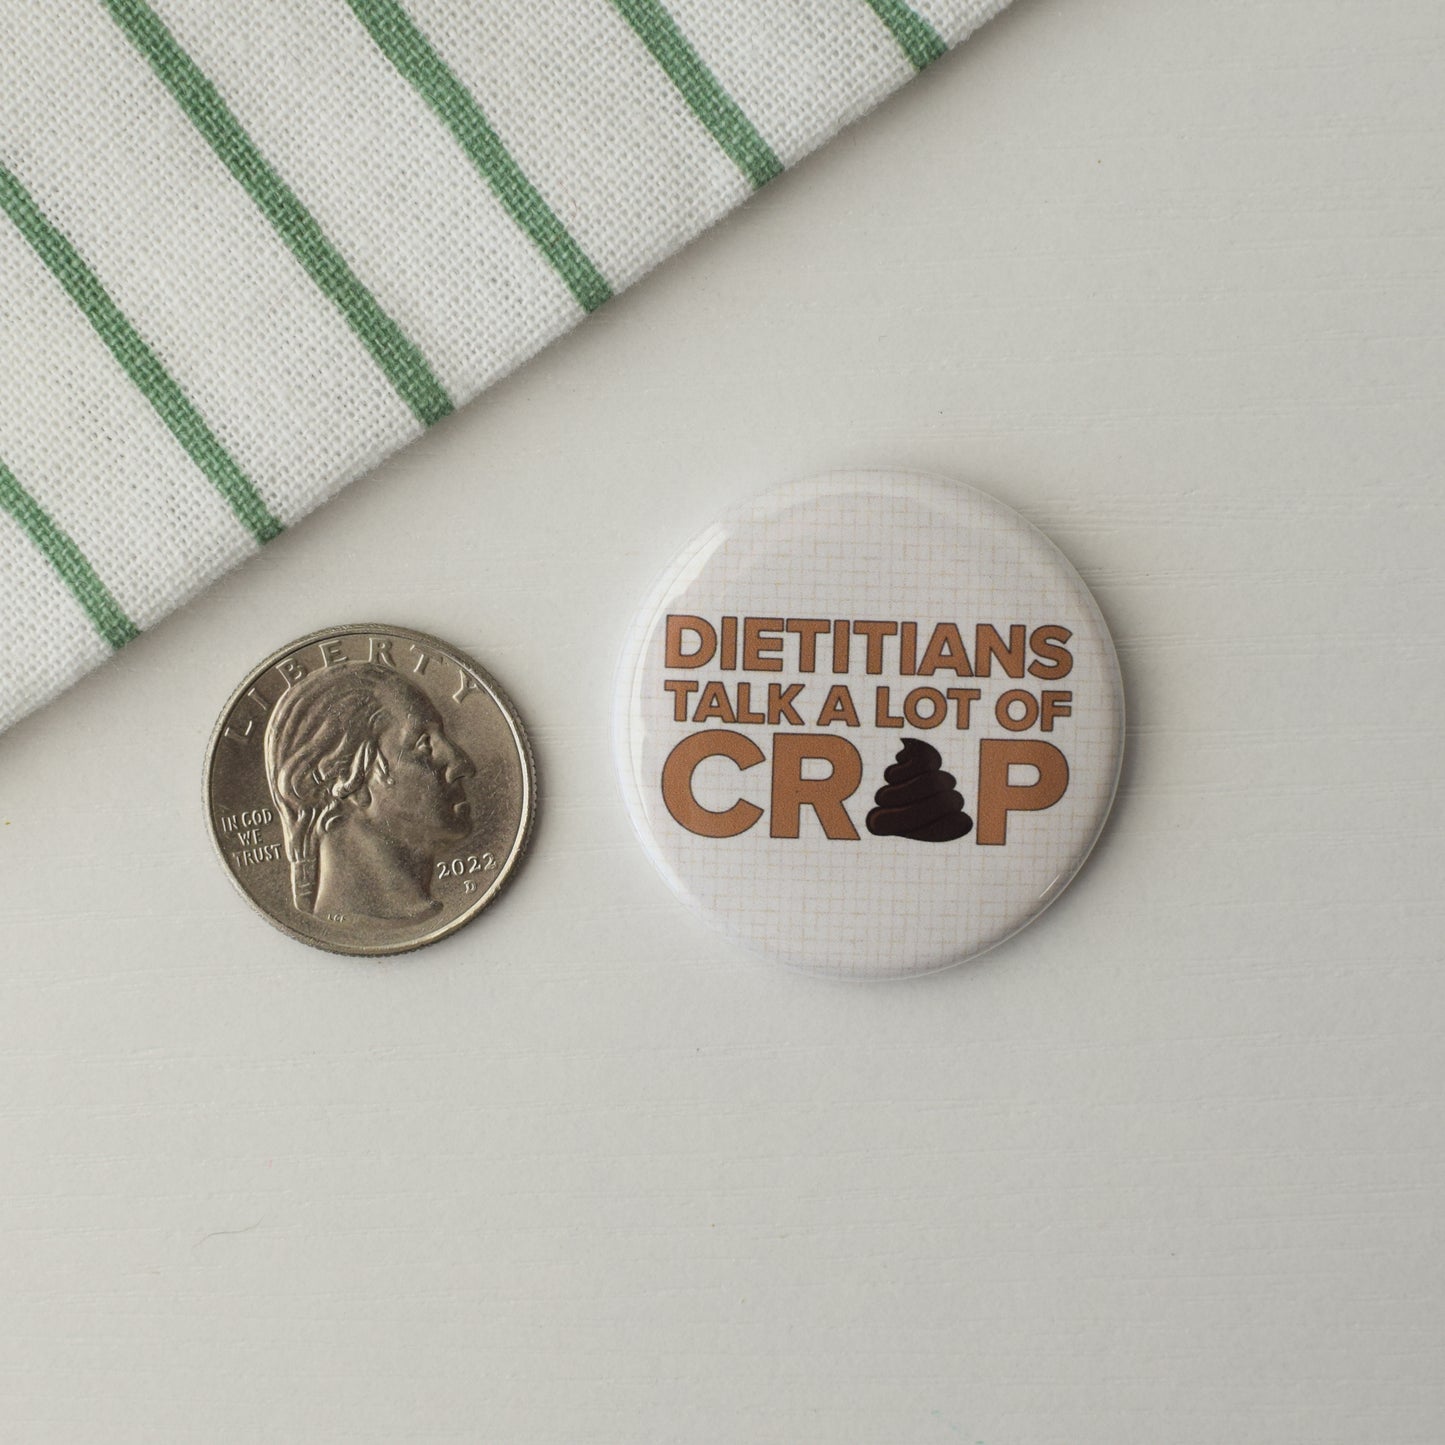 LIBERTY
IN GOD
WE
TRUST
2022
D
DIETITIANS
TALK A LOT OF
CR💩P